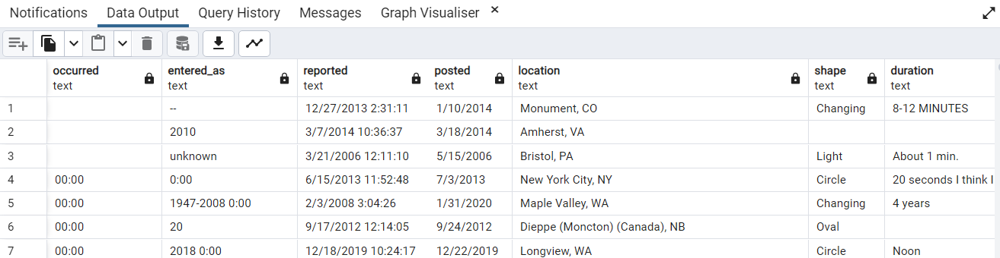 Notifications Data Output Query History Messages Graph Visualiser ×
occurred entered_as reported posted location shape duration
text text text text text text text
1 -- 12/27/2013 2:31:11 1/10/2014 Monument, CO Changing 8-12 MINUTES
2 2010 3/7/2014 10:36:37 3/18/2014 Amherst, VA
3 unknown 3/21/2006 12:11:10 5/15/2006 Bristol, PA Light About 1 min.
4 00:00 0:00 6/15/2013 11:52:48 7/3/2013 New York City, NY Circle 20 seconds I think I
5 00:00 1947-2008 0:00 2/3/2008 3:04:26 1/31/2020 Maple Valley, WA Changing 4 years
6 00:00 20 9/17/2012 12:14:05 9/24/2012 Dieppe (Moncton) (Canada), NB Oval
7 00:00 2018 0:00 12/18/2019 10:24:17 12/22/2019 Longview, WA Circle Noon